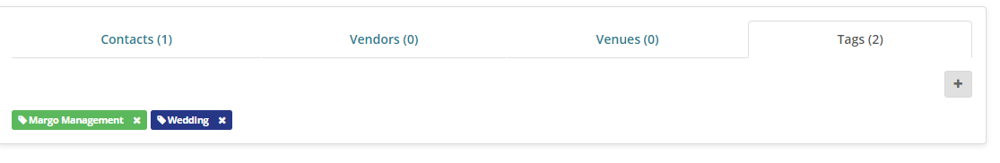 Contacts (1) Vendors (0) Venues (0) Tags (2)
+
Margo Management × Wedding ×